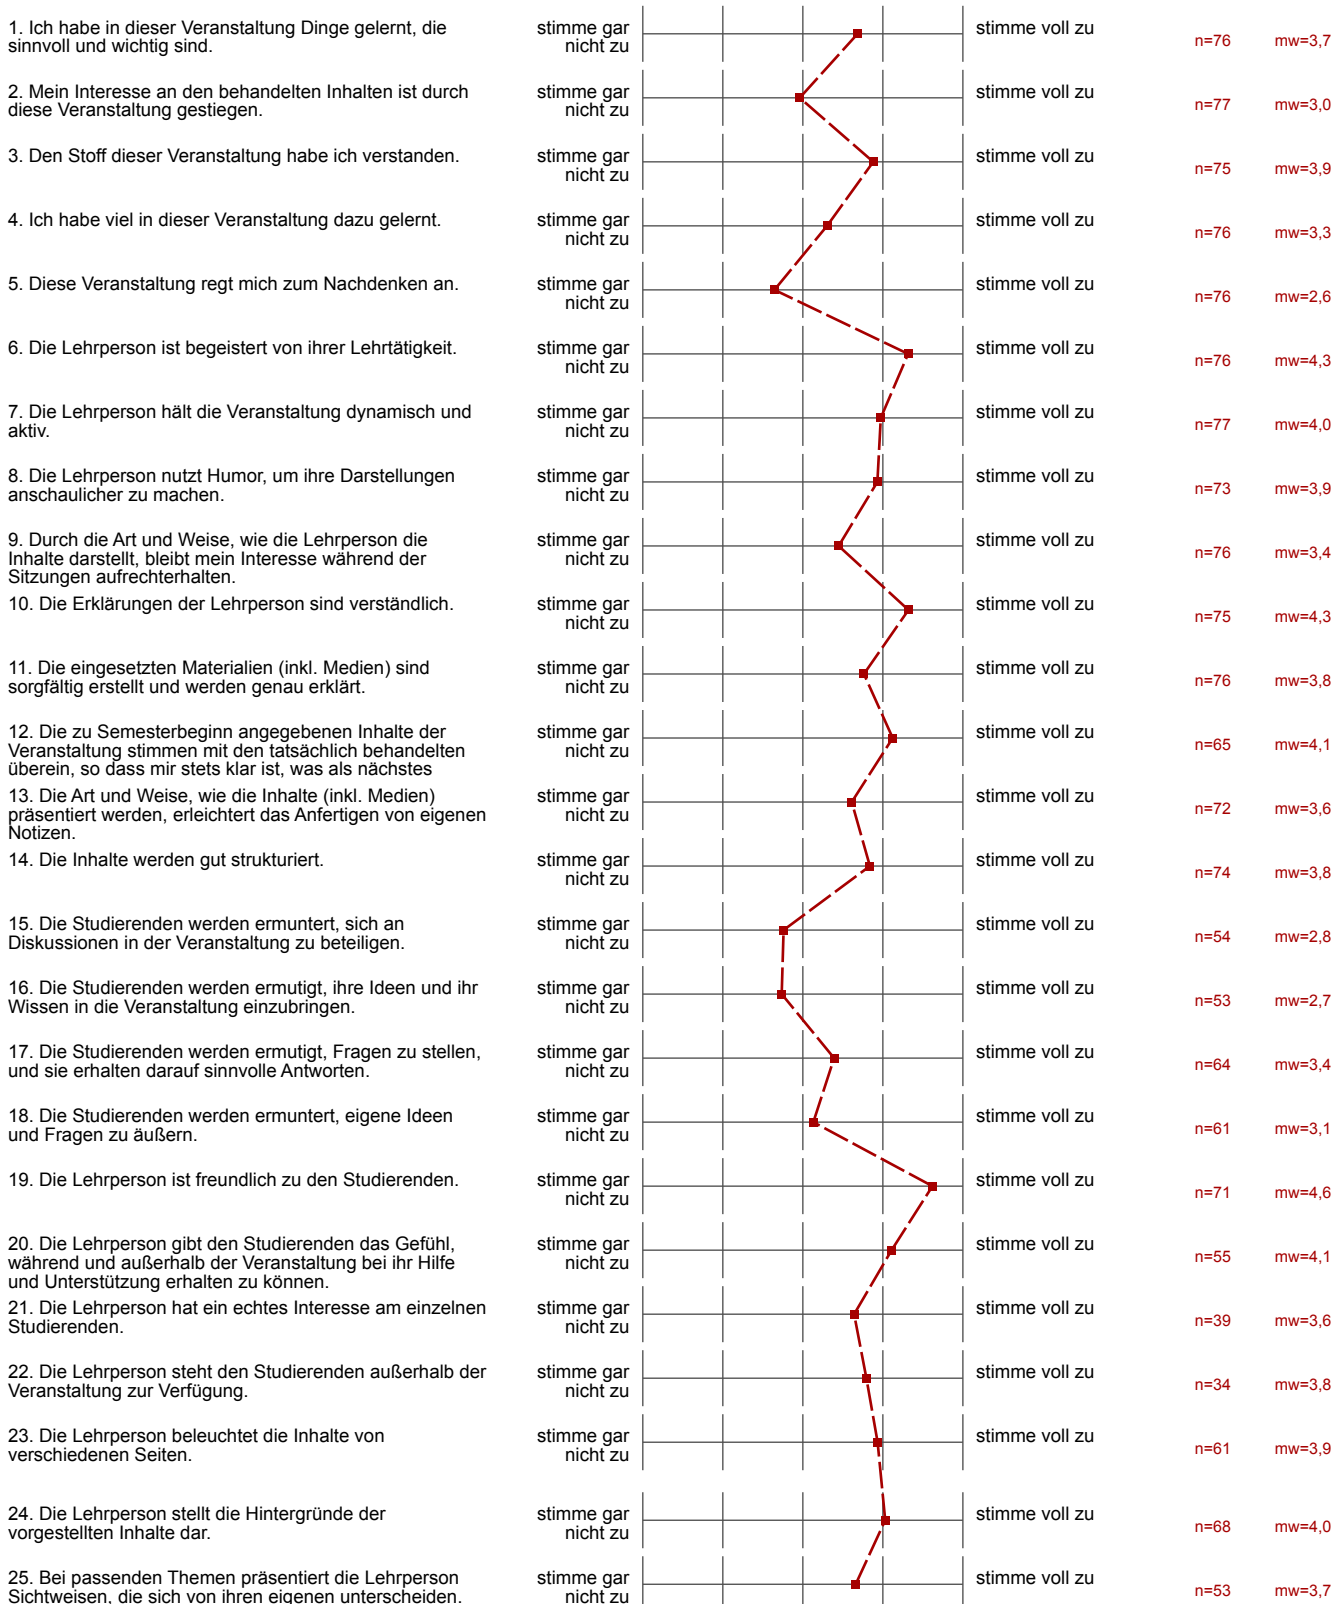 1. Ich habe in dieser Veranstaltung Dinge gelernt, die
sinnvoll und wichtig sind.
stimme gar
nicht zu
stimme voll zu
n=76 mw=3,7
2. Mein Interesse an den behandelten Inhalten ist durch
diese Veranstaltung gestiegen.
stimme gar
nicht zu
stimme voll zu
n=77 mw=3,0
3. Den Stoff dieser Veranstaltung habe ich verstanden.
stimme gar
nicht zu
stimme voll zu
n=75 mw=3,9
4. Ich habe viel in dieser Veranstaltung dazu gelernt.
stimme gar
nicht zu
stimme voll zu
n=76 mw=3,3
5. Diese Veranstaltung regt mich zum Nachdenken an.
stimme gar
nicht zu
stimme voll zu
n=76 mw=2,6
6. Die Lehrperson ist begeistert von ihrer Lehrtätigkeit.
stimme gar
nicht zu
stimme voll zu
n=76 mw=4,3
7. Die Lehrperson hält die Veranstaltung dynamisch und
aktiv.
stimme gar
nicht zu
stimme voll zu
n=77 mw=4,0
8. Die Lehrperson nutzt Humor, um ihre Darstellungen
anschaulicher zu machen.
stimme gar
nicht zu
stimme voll zu
n=73 mw=3,9
9. Durch die Art und Weise, wie die Lehrperson die
Inhalte darstellt, bleibt mein Interesse während der
Sitzungen aufrechterhalten.
stimme gar
nicht zu
stimme voll zu
n=76 mw=3,4
10. Die Erklärungen der Lehrperson sind verständlich.
stimme gar
nicht zu
stimme voll zu
n=75 mw=4,3
11. Die eingesetzten Materialien (inkl. Medien) sind
sorgfältig erstellt und werden genau erklärt.
stimme gar
nicht zu
stimme voll zu
n=76 mw=3,8
12. Die zu Semesterbeginn angegebenen Inhalte der
Veranstaltung stimmen mit den tatsächlich behandelten
überein, so dass mir stets klar ist, was als nächstes
stimme gar
nicht zu
stimme voll zu
n=65 mw=4,1
13. Die Art und Weise, wie die Inhalte (inkl. Medien)
präsentiert werden, erleichtert das Anfertigen von eigenen
Notizen.
stimme gar
nicht zu
stimme voll zu
n=72 mw=3,6
14. Die Inhalte werden gut strukturiert.
stimme gar
nicht zu
stimme voll zu
n=74 mw=3,8
15. Die Studierenden werden ermuntert, sich an
Diskussionen in der Veranstaltung zu beteiligen.
stimme gar
nicht zu
stimme voll zu
n=54 mw=2,8
16. Die Studierenden werden ermutigt, ihre Ideen und ihr
Wissen in die Veranstaltung einzubringen.
stimme gar
nicht zu
stimme voll zu
n=53 mw=2,7
17. Die Studierenden werden ermutigt, Fragen zu stellen,
und sie erhalten darauf sinnvolle Antworten.
stimme gar
nicht zu
stimme voll zu
n=64 mw=3,4
18. Die Studierenden werden ermuntert, eigene Ideen
und Fragen zu äußern.
stimme gar
nicht zu
stimme voll zu
n=61 mw=3,1
19. Die Lehrperson ist freundlich zu den Studierenden.
stimme gar
nicht zu
stimme voll zu
n=71 mw=4,6
20. Die Lehrperson gibt den Studierenden das Gefühl,
während und außerhalb der Veranstaltung bei ihr Hilfe
und Unterstützung erhalten zu können.
stimme gar
nicht zu
stimme voll zu
n=55 mw=4,1
21. Die Lehrperson hat ein echtes Interesse am einzelnen
Studierenden.
stimme gar
nicht zu
stimme voll zu
n=39 mw=3,6
22. Die Lehrperson steht den Studierenden außerhalb der
Veranstaltung zur Verfügung.
stimme gar
nicht zu
stimme voll zu
n=34 mw=3,8
23. Die Lehrperson beleuchtet die Inhalte von
verschiedenen Seiten.
stimme gar
nicht zu
stimme voll zu
n=61 mw=3,9
24. Die Lehrperson stellt die Hintergründe der
vorgestellten Inhalte dar.
stimme gar
nicht zu
stimme voll zu
n=68 mw=4,0
25. Bei passenden Themen präsentiert die Lehrperson
Sichtweisen, die sich von ihren eigenen unterscheiden.
stimme gar
nicht zu
stimme voll zu
n=53 mw=3,7